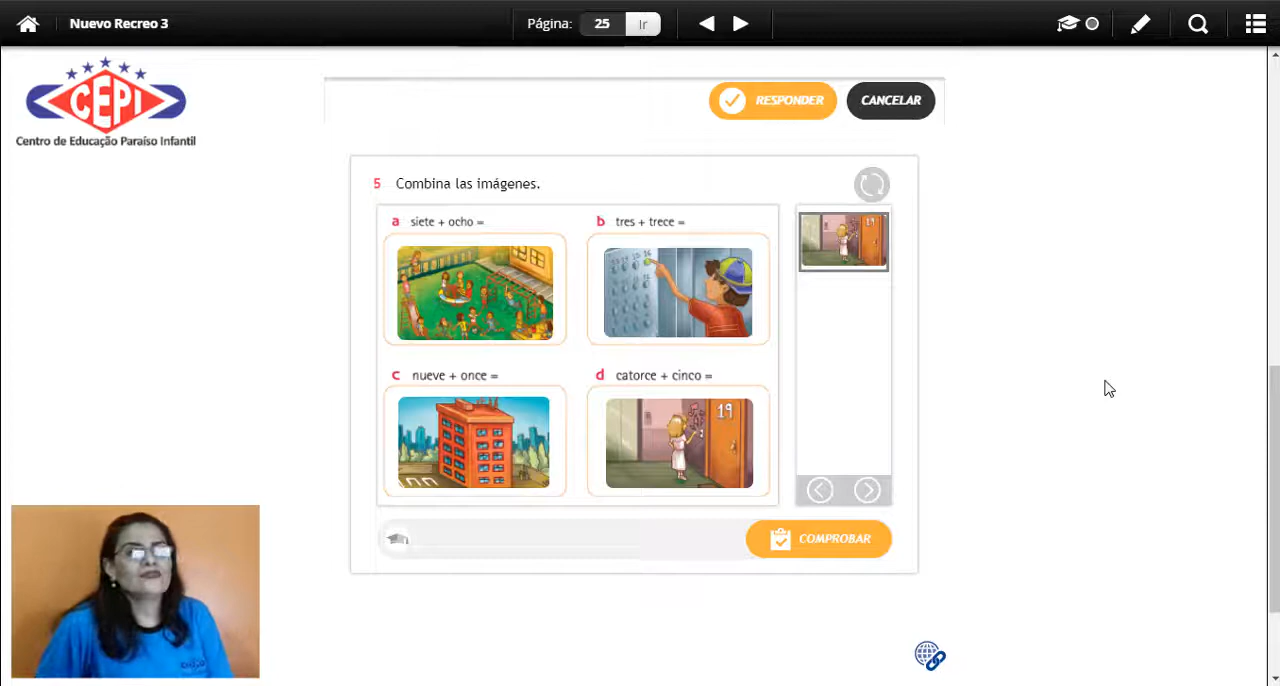 Nuevo Recreo 3
Página: 25 Ir
CEPI
Centro de Educação Paraíso Infantil
RESPONDER
CANCELAR
5 Combina las imágenes.
a siete + ocho =
b tres + trece =
19
c nueve + once =
d catorce + cinco =
19
COMPROBAR